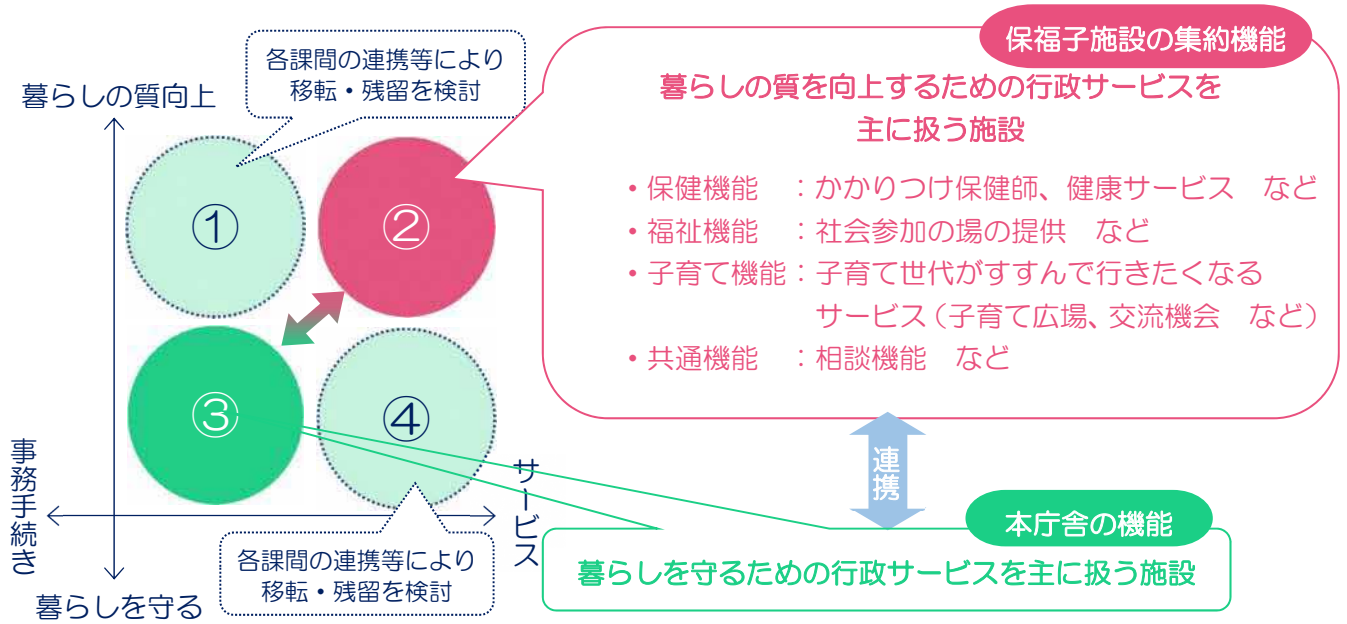 各課間の連携等により
移転・残留を検討
暮らしの質向上
①
②
③
④
事務手続き
サービス
暮らしを守る
各課間の連携等により
移転・残留を検討
保福子施設の集約機能
暮らしの質を向上するための行政サービスを
主に扱う施設
・保健機能　：かかりつけ保健師、健康サービス　など
・福祉機能　：社会参加の場の提供　など
・子育て機能：子育て世代がすすんで行きたくなる
サービス（子育て広場、交流機会　など）
・共通機能　：相談機能　など
連携
本庁舎の機能
暮らしを守るための行政サービスを主に扱う施設